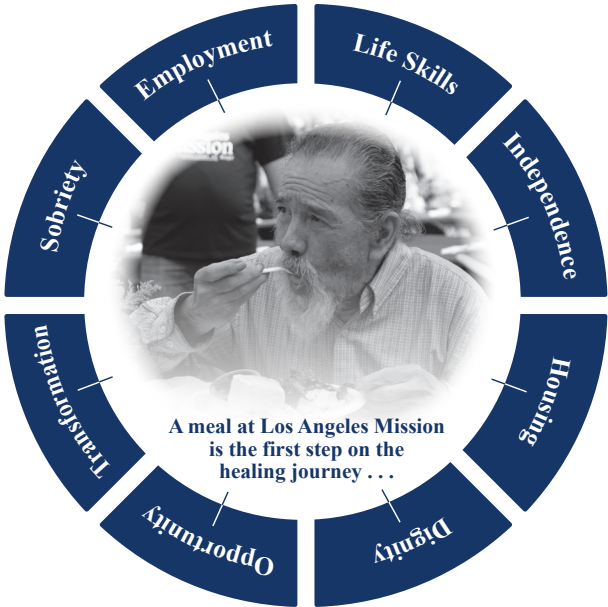 Employment
Life Skills
Independence
Housing
Dignity
Opportunity
Transformation
Sobriety
A meal at Los Angeles Mission
is the first step on the
healing journey . . .